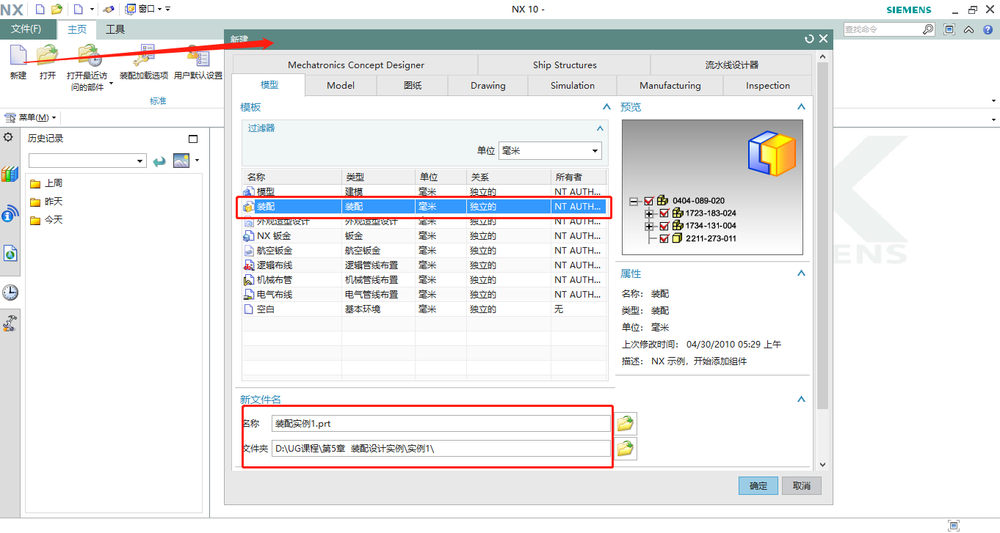 NX
窗口
NX 10 -
SIEMENS
文件(F)
主页
工具
查找命令
新建
打开
打开最近访
问的部件
装配加载选项
用户默认设置
标准
菜单(M)
历史记录
上周
昨天
今天
新建
Mechatronics Concept Designer
Ship Structures
流水线设计器
模型
Model
图纸
Drawing
Simulation
Manufacturing
Inspection
模板
过滤器
单位 毫米
名称 类型 单位 关系 所有者
模型 建模 毫米 独立的 NT AUTH...
装配 装配 毫米 独立的 NT AUTH...
外观造型设计 外观造型设计 毫米 独立的 NT AUTH...
NX 钣金 钣金 毫米 独立的 NT AUTH...
航空钣金 航空钣金 毫米 独立的 NT AUTH...
逻辑布线 逻辑管线布置 毫米 独立的 NT AUTH...
机械布管 机械管线布置 毫米 独立的 NT AUTH...
电气布线 电气管线布置 毫米 独立的 NT AUTH...
空白 基本环境 毫米 独立的 无
预览
0404-089-020
1723-183-024
1734-131-004
2211-273-011
属性
名称: 装配
类型: 装配
单位: 毫米
上次修改时间: 04/30/2010 05:29 上午
描述: NX 示例，开始添加组件
新文件名
名称 装配实例1.prt
文件夹 D:\UG课程\第5章  装配设计实例\实例1\
确定
取消
ENS